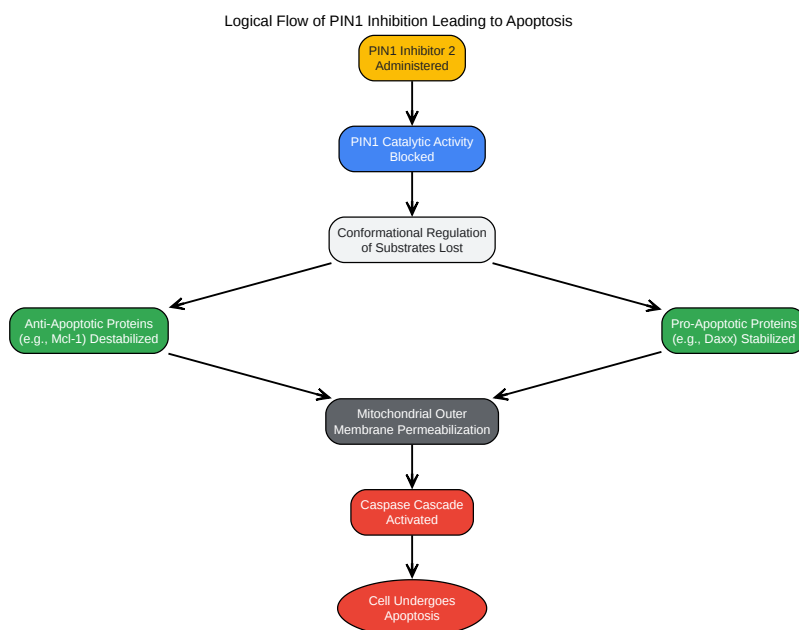 Logical Flow of PIN1 Inhibition Leading to Apoptosis
PIN1 Inhibitor 2
Administered
PIN1 Catalytic Activity
Blocked
Conformational Regulation
of Substrates Lost
Anti-Apoptotic Proteins
(e.g., Mcl-1) Destabilized
Pro-Apoptotic Proteins
(e.g., Daxx) Stabilized
Mitochondrial Outer
Membrane Permeabilization
Caspase Cascade
Activated
Cell Undergoes
Apoptosis